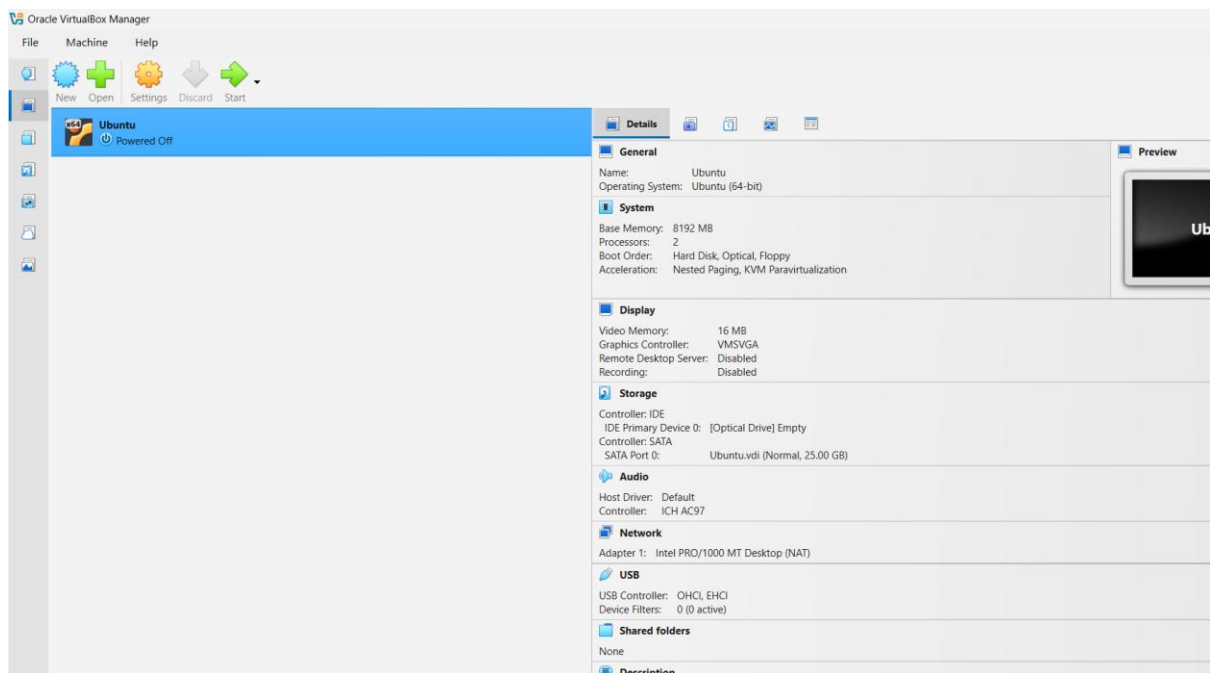 Oracle VirtualBox Manager
File Machine Help
New Open Settings Discard Start
x64
Ubuntu
Powered Off
Details
General
Name: Ubuntu
Operating System: Ubuntu (64-bit)
Preview
Ub
System
Base Memory: 8192 MB
Processors: 2
Boot Order: Hard Disk, Optical, Floppy
Acceleration: Nested Paging, KVM Paravirtualization
Display
Video Memory: 16 MB
Graphics Controller: VMSVGA
Remote Desktop Server: Disabled
Recording: Disabled
Storage
Controller: IDE
IDE Primary Device 0: [Optical Drive] Empty
Controller: SATA
SATA Port 0: Ubuntu.vdi (Normal, 25.00 GB)
Audio
Host Driver: Default
Controller: ICH AC97
Network
Adapter 1: Intel PRO/1000 MT Desktop (NAT)
USB
USB Controller: OHCI, EHCI
Device Filters: 0 (0 active)
Shared folders
None
Description